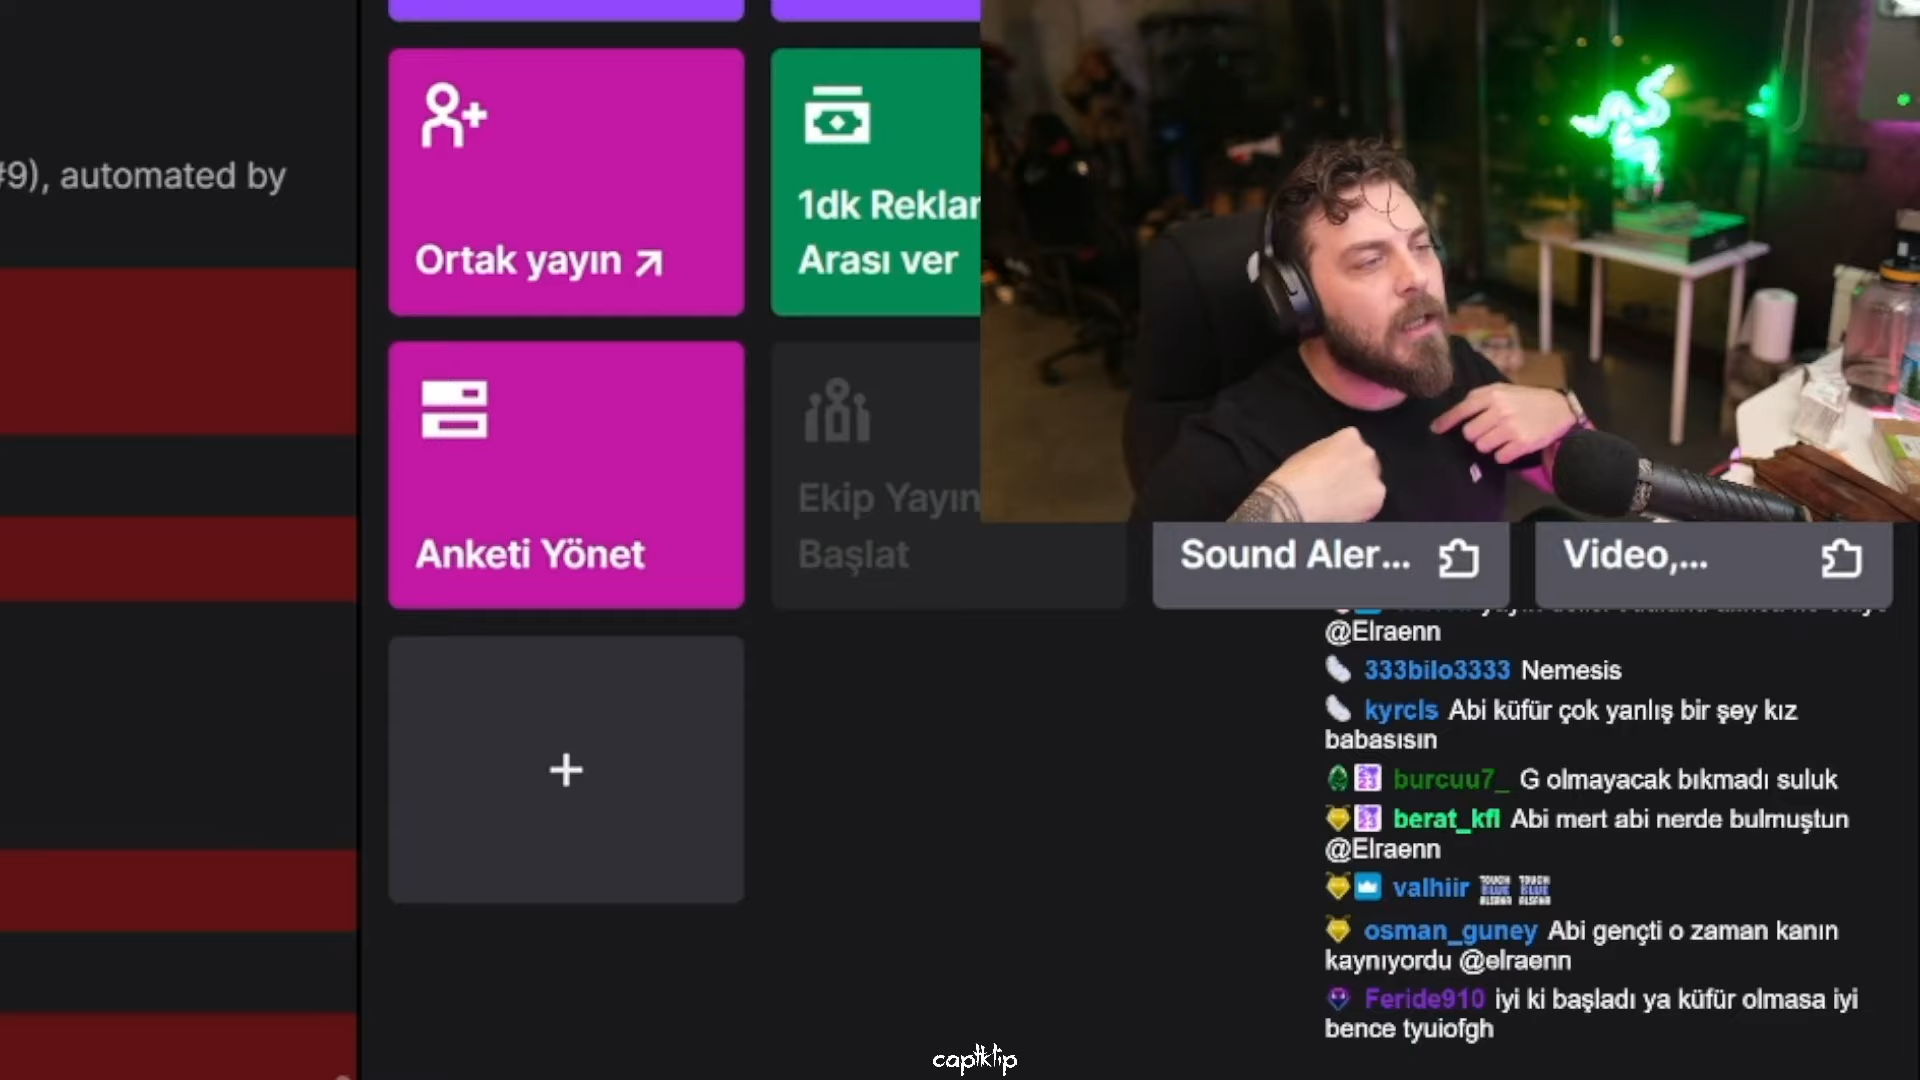 #9), automated by
Ortak yayın
1dk Reklam
Arası ver
Anketi Yönet
Ekip Yayın
Başlat
Sound Aler...
Video,...
@Elraenn
333bilo3333 Nemesis
kyrcls Abi küfür çok yanlış bir şey kız
babasısın
burcuu7_ G olmayacak bıkmadı suluk
berat_kfl Abi mert abi nerde bulmuştun
@Elraenn
valhiir
osman_guney Abi gençti o zaman kanın
kaynıyordu @elraenn
Feride910 iyi ki başladı ya küfür olmasa iyi
bence tyuiofgh
captklip